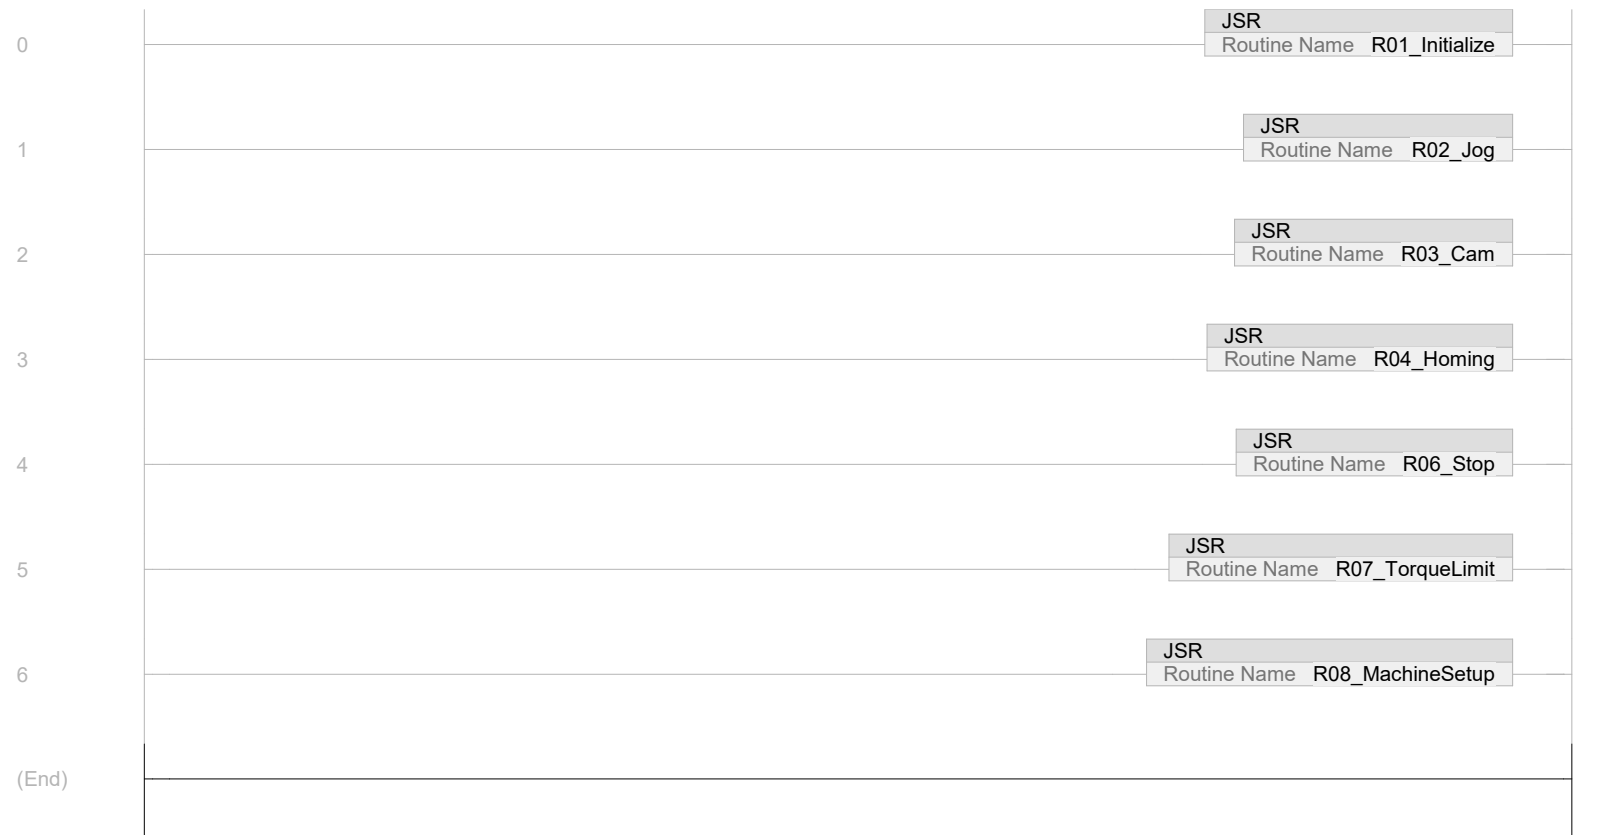 JSR
0 Routine Name R01_Initialize
JSR
1 Routine Name R02_Jog
JSR
2 Routine Name R03_Cam
JSR
3 Routine Name R04_Homing
JSR
4 Routine Name R06_Stop
JSR
5 Routine Name R07_TorqueLimit
JSR
6 Routine Name R08_MachineSetup
(End)